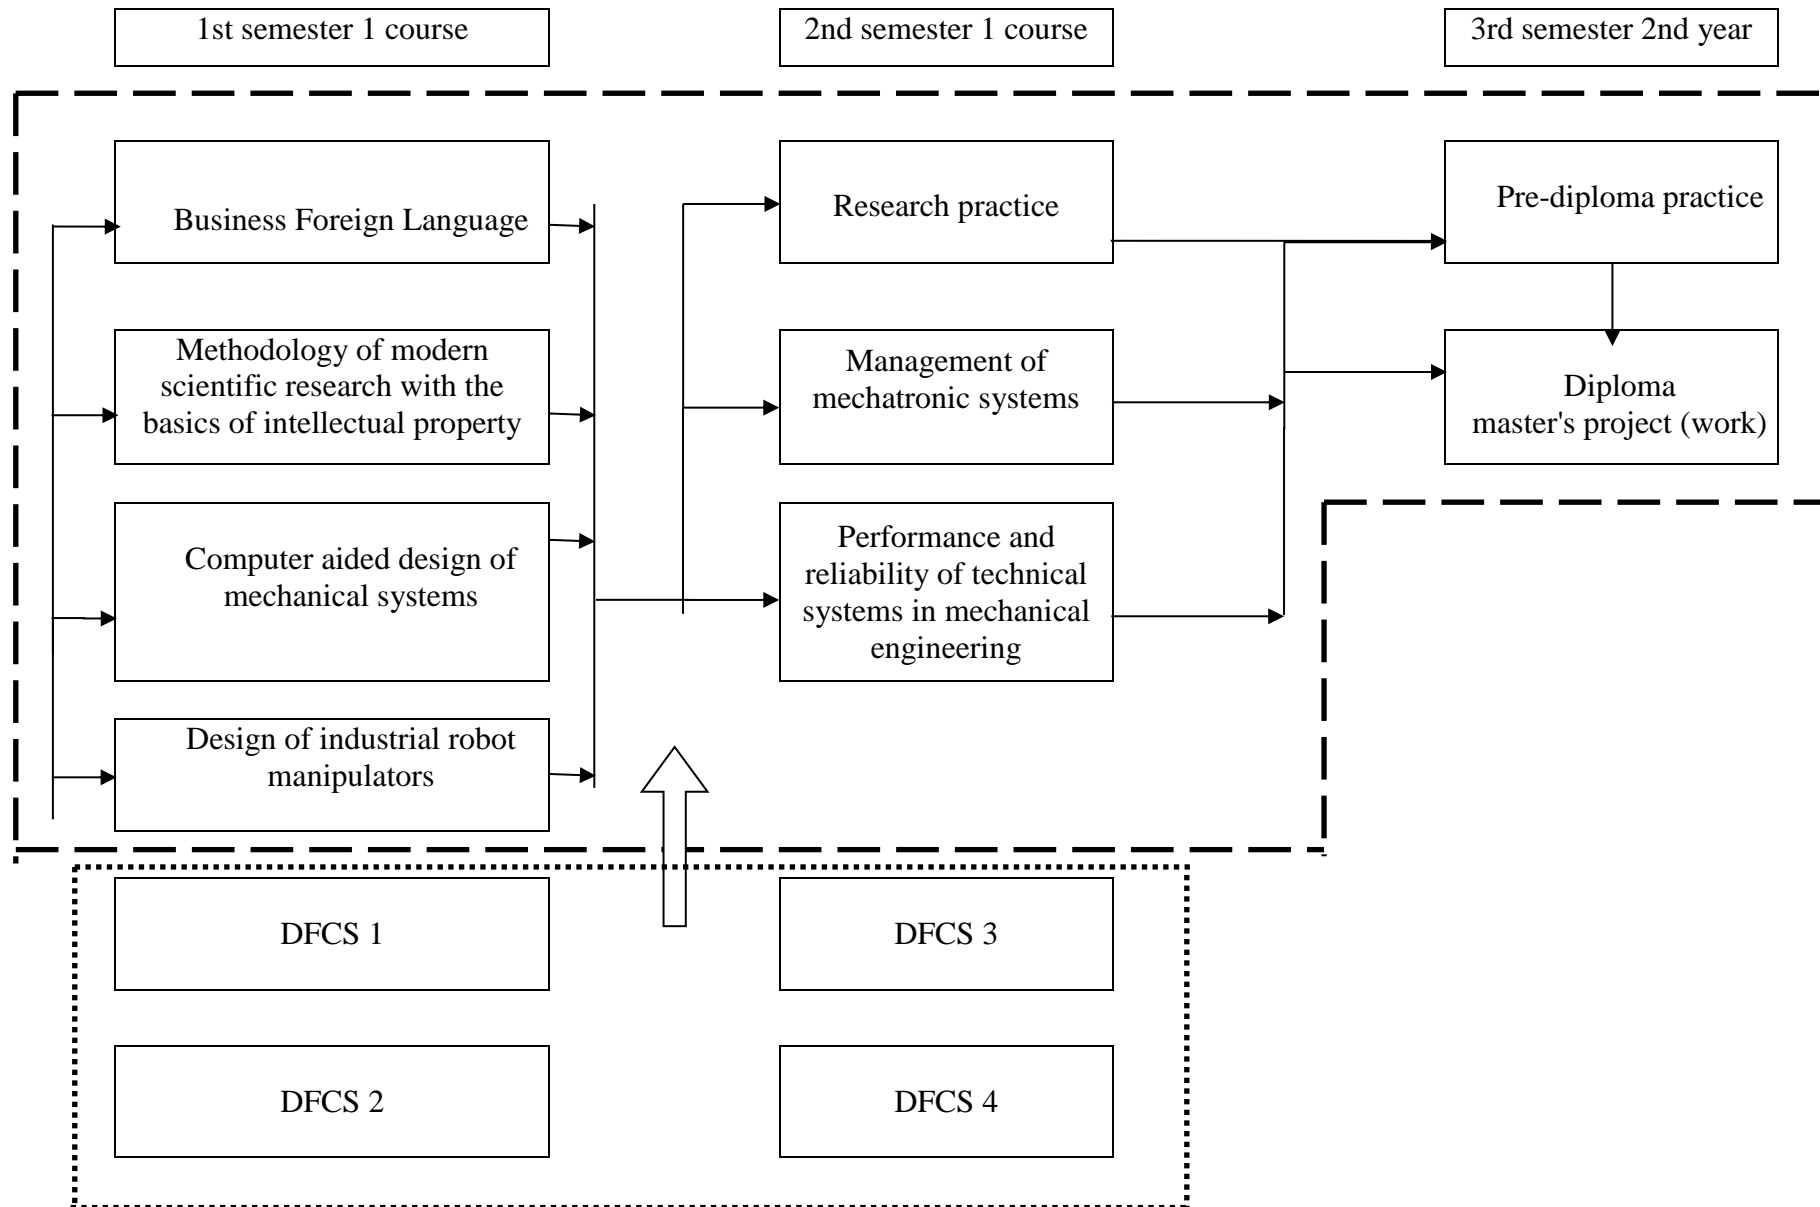 1st semester 1 course
2nd semester 1 course
3rd semester 2nd year
Business Foreign Language
Research practice
Pre-diploma practice
Methodology of modern
scientific research with the
basics of intellectual property
Management of
mechatronic systems
Diploma
master's project (work)
Computer aided design of
mechanical systems
Performance and
reliability of technical
systems in mechanical
engineering
Design of industrial robot
manipulators
DFCS 1
DFCS 3
DFCS 2
DFCS 4